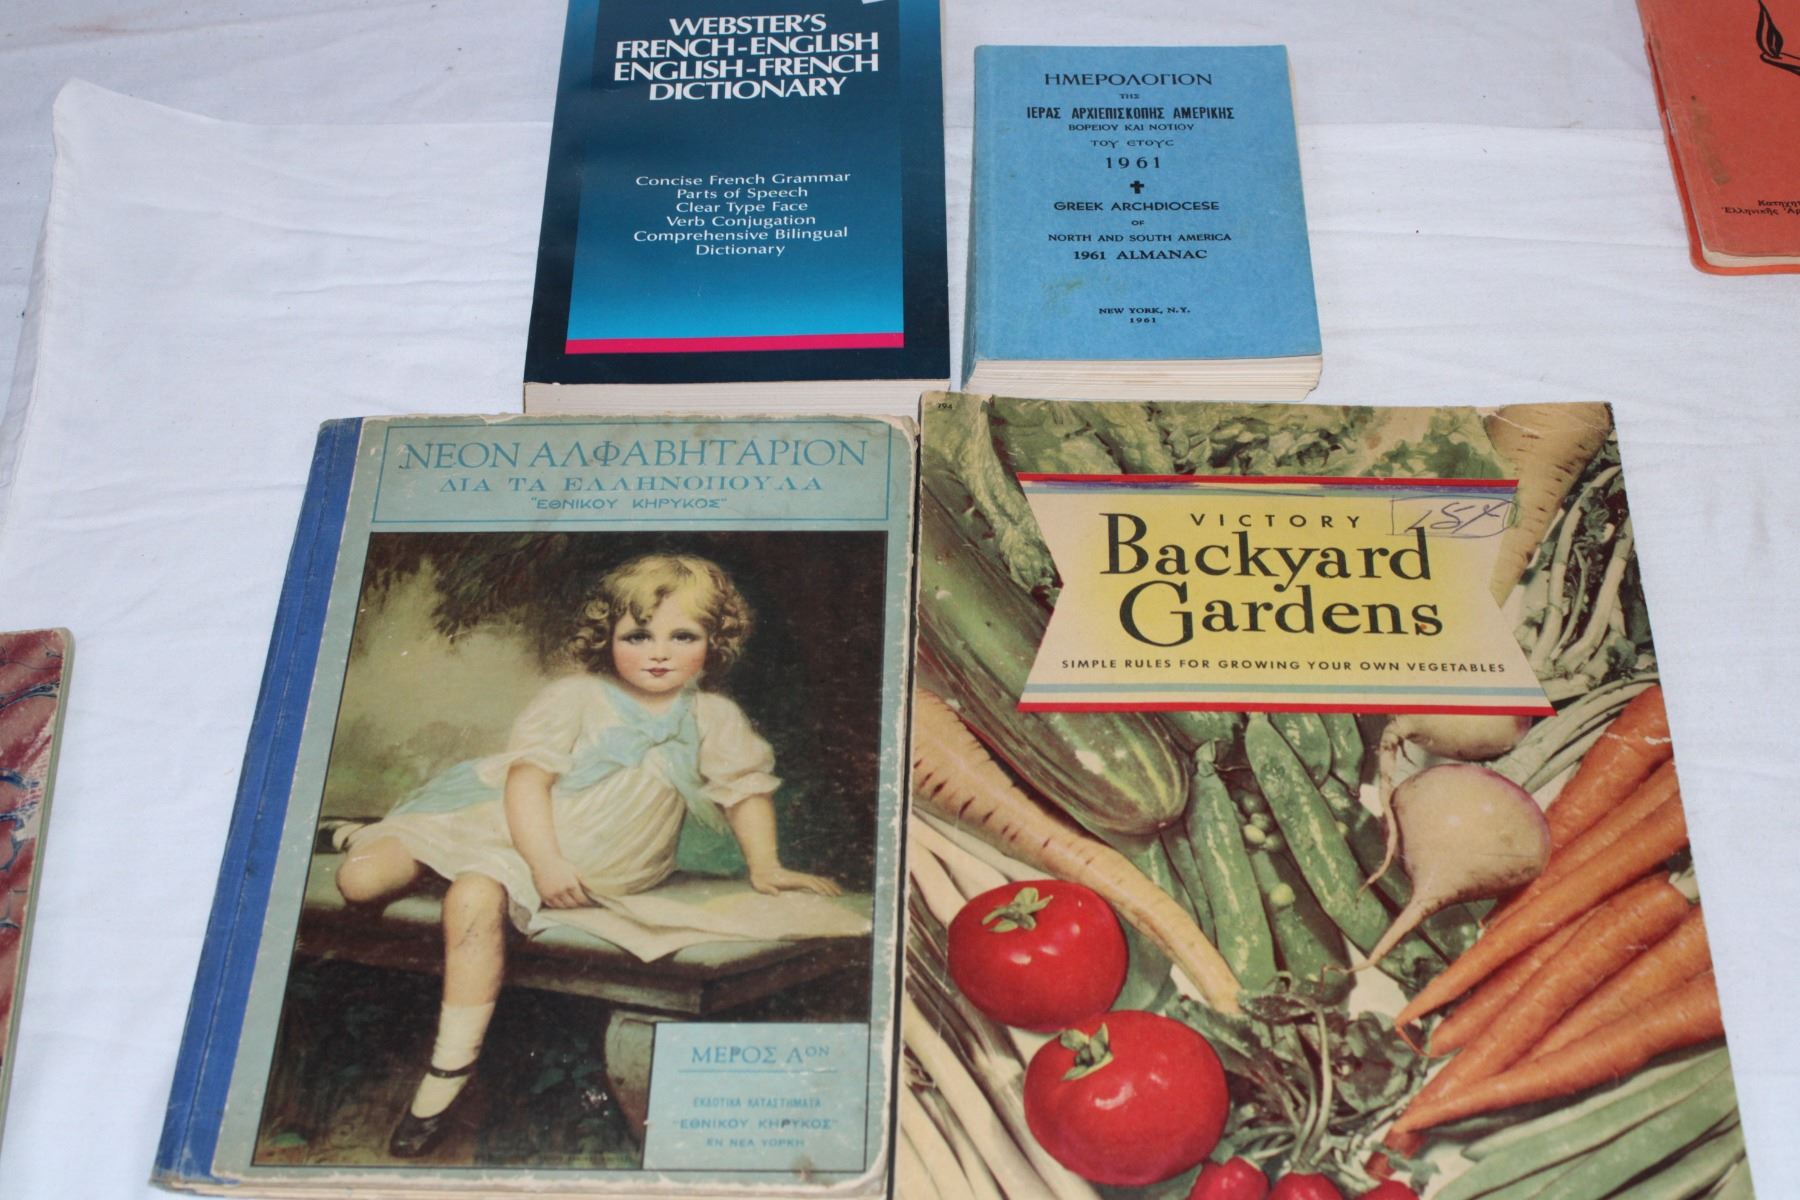 WEBSTER'S
FRENCH-ENGLISH
ENGLISH-FRENCH
DICTIONARY
Concise French Grammar
Parts of Speech
Clear Type Face
Verb Conjugation
Comprehensive Bilingual
Dictionary
ΗΜΕΡΟΛΟΓΙΟΝ
ΤΗΣ
ΙΕΡΑΣ ΑΡΧΙΕΠΙΣΚΟΠΗΣ ΑΜΕΡΙΚΗΣ
ΒΟΡΕΙΟΥ ΚΑΙ ΝΟΤΙΟΥ
ΤΟΥ ΕΤΟΥΣ
1961
GREEK ARCHDIOCESE
OF
NORTH AND SOUTH AMERICA
1961 ALMANAC
NEW YORK, N.Y.
1961
ΝΕΟΝ ΑΛΦΑΒΗΤΑΡΙΟΝ
ΔΙΑ ΤΑ ΕΛΛΗΝΟΠΟΥΛΑ
"ΕΘΝΙΚΟΥ ΚΗΡΥΚΟΣ"
ΜΕΡΟΣ ΑΟΝ
ΕΚΔΟΤΙΚΑ ΚΑΤΑΣΤΗΜΑΤΑ
"ΕΘΝΙΚΟΥ ΚΗΡΥΚΟΣ"
ΕΝ ΝΕΑ ΥΟΡΚΗ
194
VICTORY
Backyard
Gardens
SIMPLE RULES FOR GROWING YOUR OWN VEGETABLES